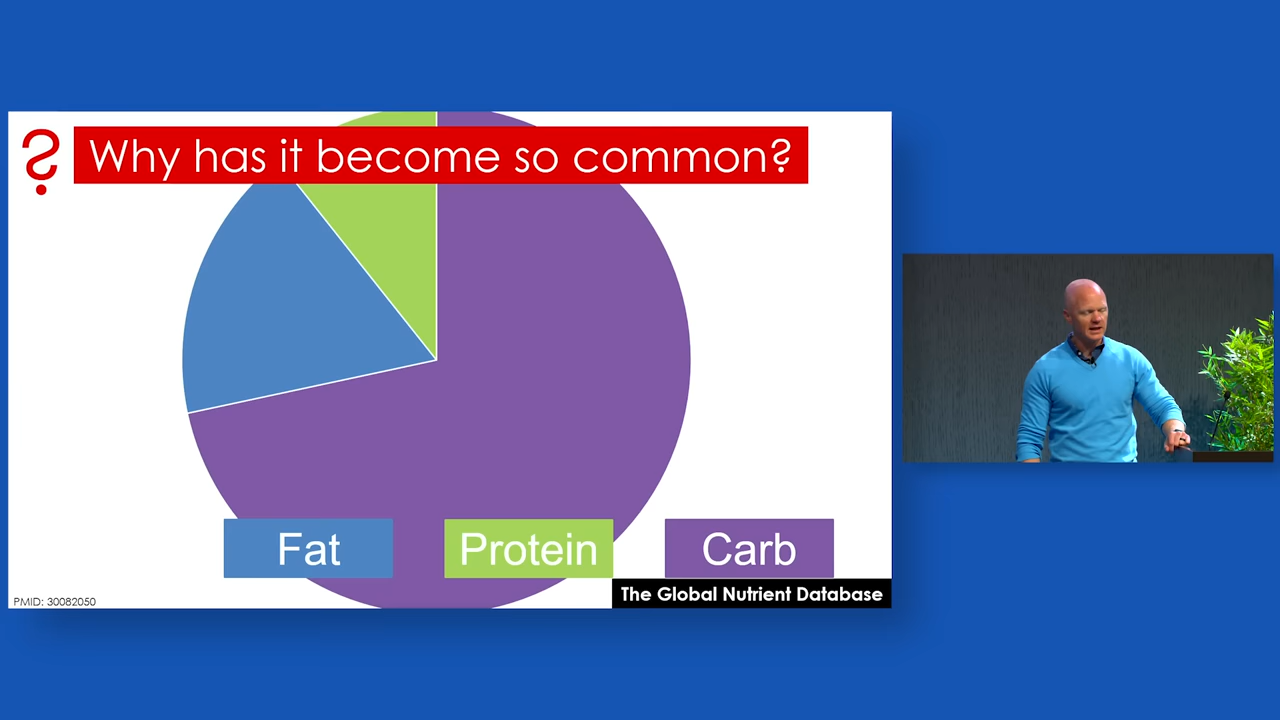 ?
Why has it become so common?
Fat
Protein
Carb
The Global Nutrient Database
PMID: 30082050